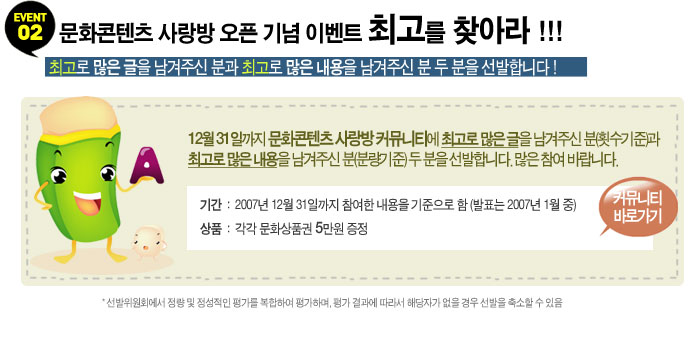 EVENT
02
문화콘텐츠 사랑방 오픈 기념 이벤트 최고를 찾아라 !!!
최고로 많은 글을 남겨주신 분과 최고로 많은 내용을 남겨주신 분 두 분을 선발합니다 !
12월 31일까지 문화콘텐츠 사랑방 커뮤니티에 최고로 많은 글을 남겨주신 분(횟수기준)과
최고로 많은 내용을 남겨주신 분(분량기준) 두 분을 선발합니다. 많은 참여 바랍니다.
A
기간 : 2007년 12월 31일까지 참여한 내용을 기준으로 함 (발표는 2007년 1월 중)
상품 : 각각 문화상품권 5만원 증정
커뮤니티
바로가기
* 선발위원회에서 정량 및 정성적인 평가를 복합하여 평가하며, 평가 결과에 따라서 해당자가 없을 경우 선발을 축소할 수 있음